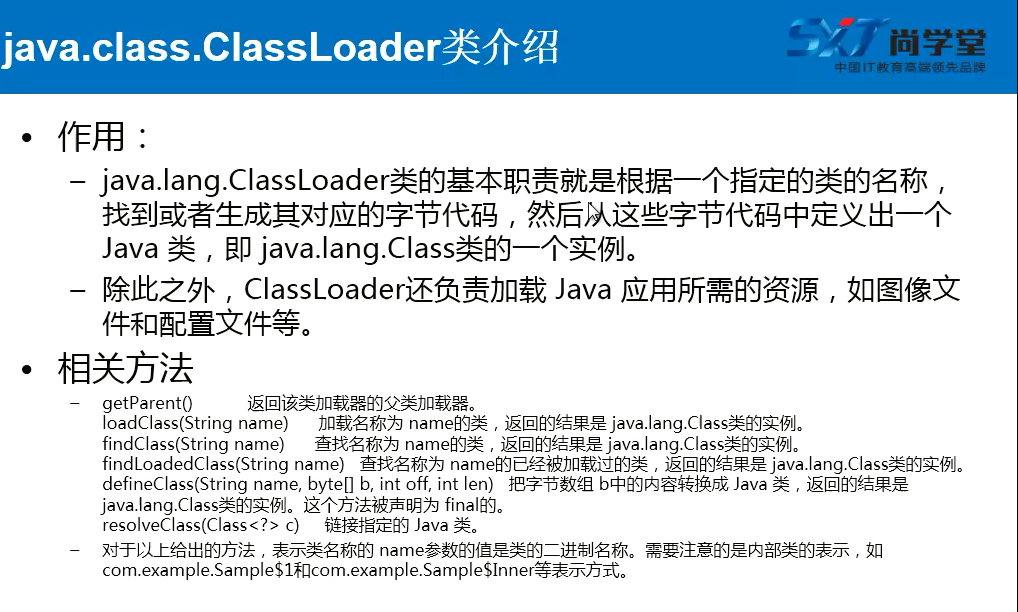 java.class.ClassLoader类介绍
SXT 尚学堂
中国IT教育高端领先品牌
• 作用：
– java.lang.ClassLoader类的基本职责就是根据一个指定的类的名称，
找到或者生成其对应的字节代码，然后从这些字节代码中定义出一个
Java 类，即 java.lang.Class类的一个实例。
– 除此之外，ClassLoader还负责加载 Java 应用所需的资源，如图像文
件和配置文件等。
• 相关方法
– getParent() 返回该类加载器的父类加载器。
loadClass(String name) 加载名称为 name的类，返回的结果是 java.lang.Class类的实例。
findClass(String name) 查找名称为 name的类，返回的结果是 java.lang.Class类的实例。
findLoadedClass(String name) 查找名称为 name的已经被加载过的类，返回的结果是 java.lang.Class类的实例。
defineClass(String name, byte[] b, int off, int len) 把字节数组 b中的内容转换成 Java 类，返回的结果是
java.lang.Class类的实例。这个方法被声明为 final的。
resolveClass(Class<?> c) 链接指定的 Java 类。
– 对于以上给出的方法，表示类名称的 name参数的值是类的二进制名称。需要注意的是内部类的表示，如
com.example.Sample$1和com.example.Sample$Inner等表示方式。